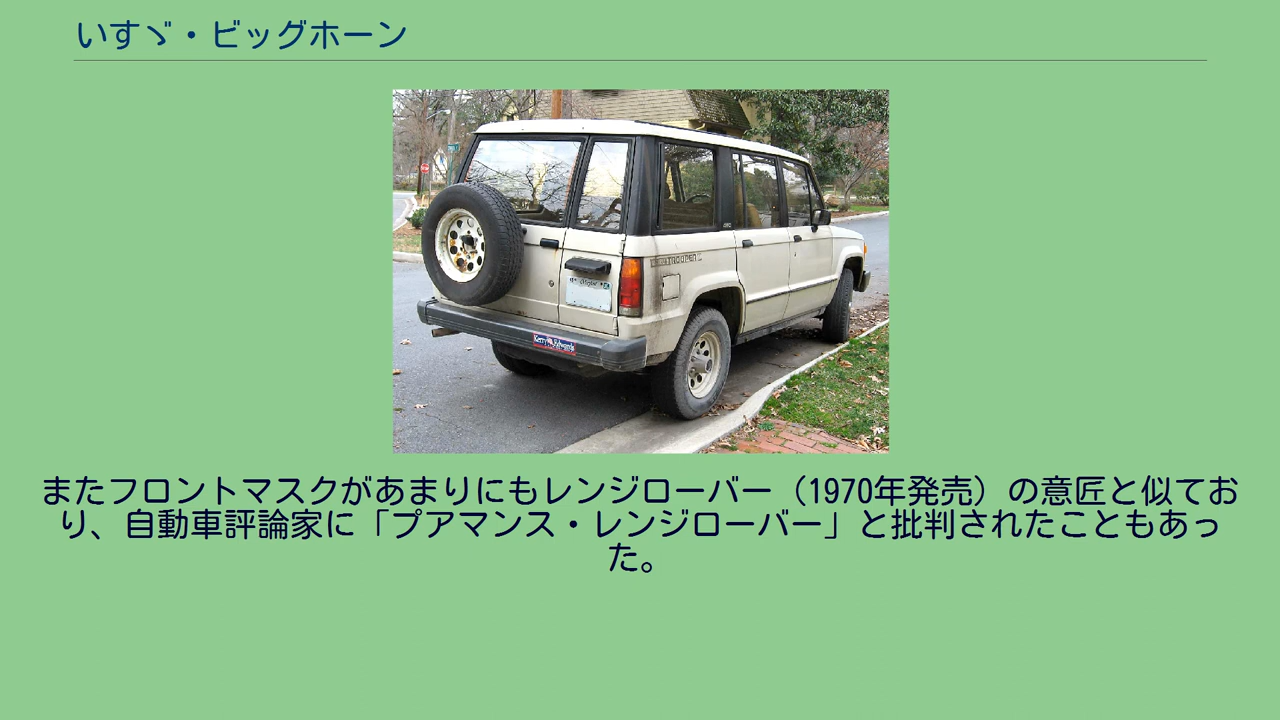 いすゞ・ビッグホーン
TROOPER
Kerry Edwards
またフロントマスクがあまりにもレンジローバー（1970年発売）の意匠と似てお
り、自動車評論家に「プアマンズ・レンジローバー」と批判されたこともあっ
た。